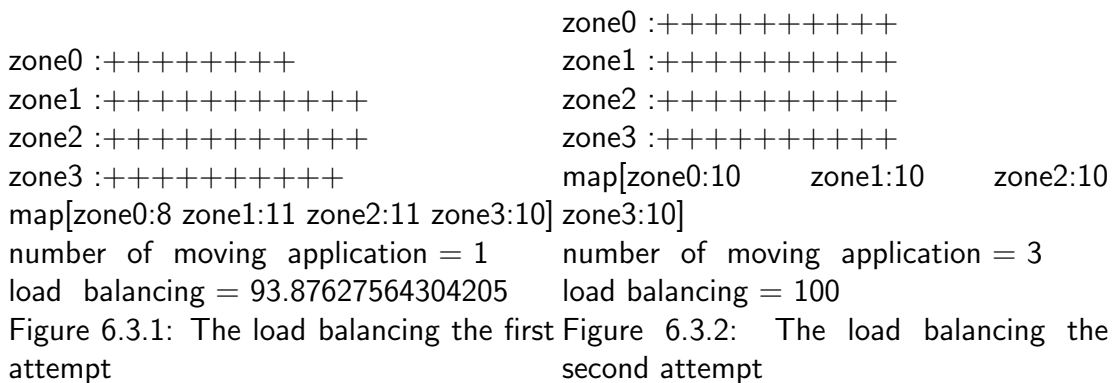 zone0 :++++++++
zone1 :+++++++++++
zone2 :+++++++++++
zone3 :++++++++++
map[zone0:8 zone1:11 zone2:11 zone3:10]
number of moving application = 1
load balancing = 93.87627564304205
Figure 6.3.1: The load balancing the first
attempt
zone0 :++++++++++
zone1 :++++++++++
zone2 :++++++++++
zone3 :++++++++++
map[zone0:10 zone1:10 zone2:10
zone3:10]
number of moving application = 3
load balancing = 100
Figure 6.3.2: The load balancing the
second attempt